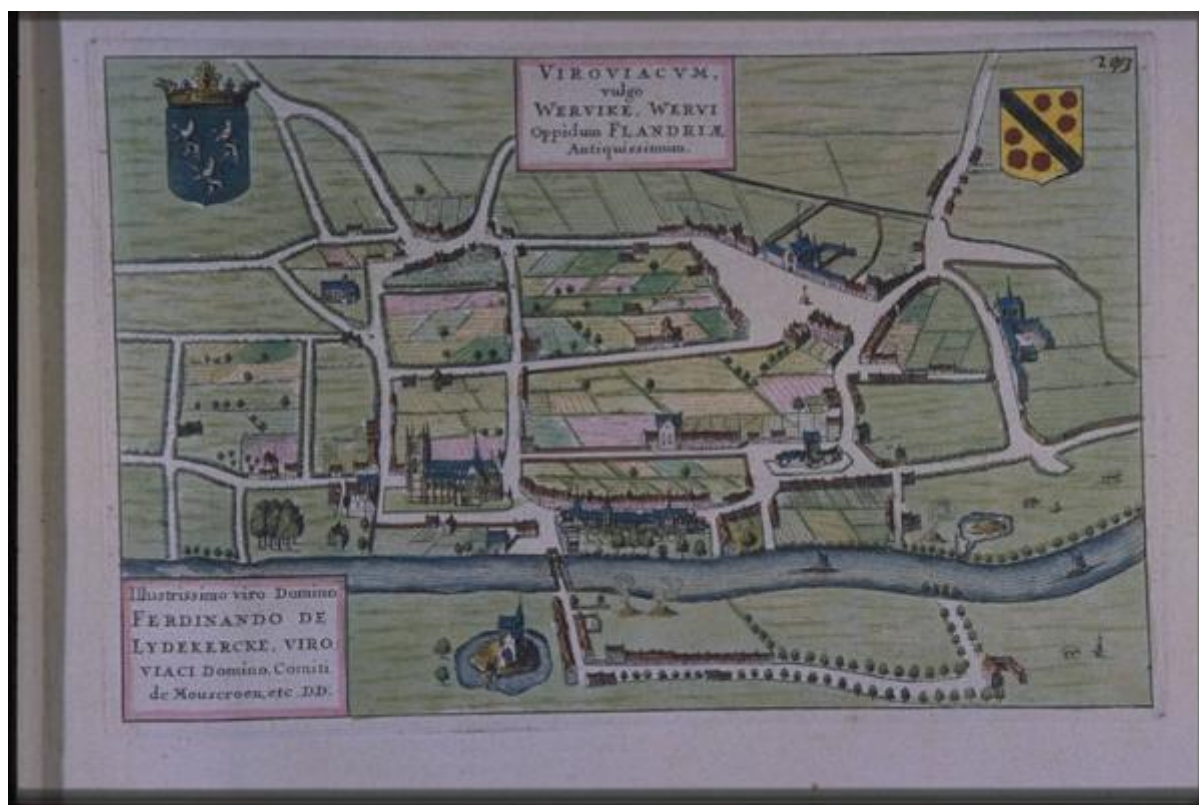 VIROVIACVM,
vulgo
WERVIKE, WERVI
Oppidum FLANDRIÆ
Antiquissimum.
293
Illustrissimo viro Domino
FERDINANDO DE
LYDEKERCKE, VIRO
VIACI Domino, Comiti
de Mouscroen, etc. D.D.